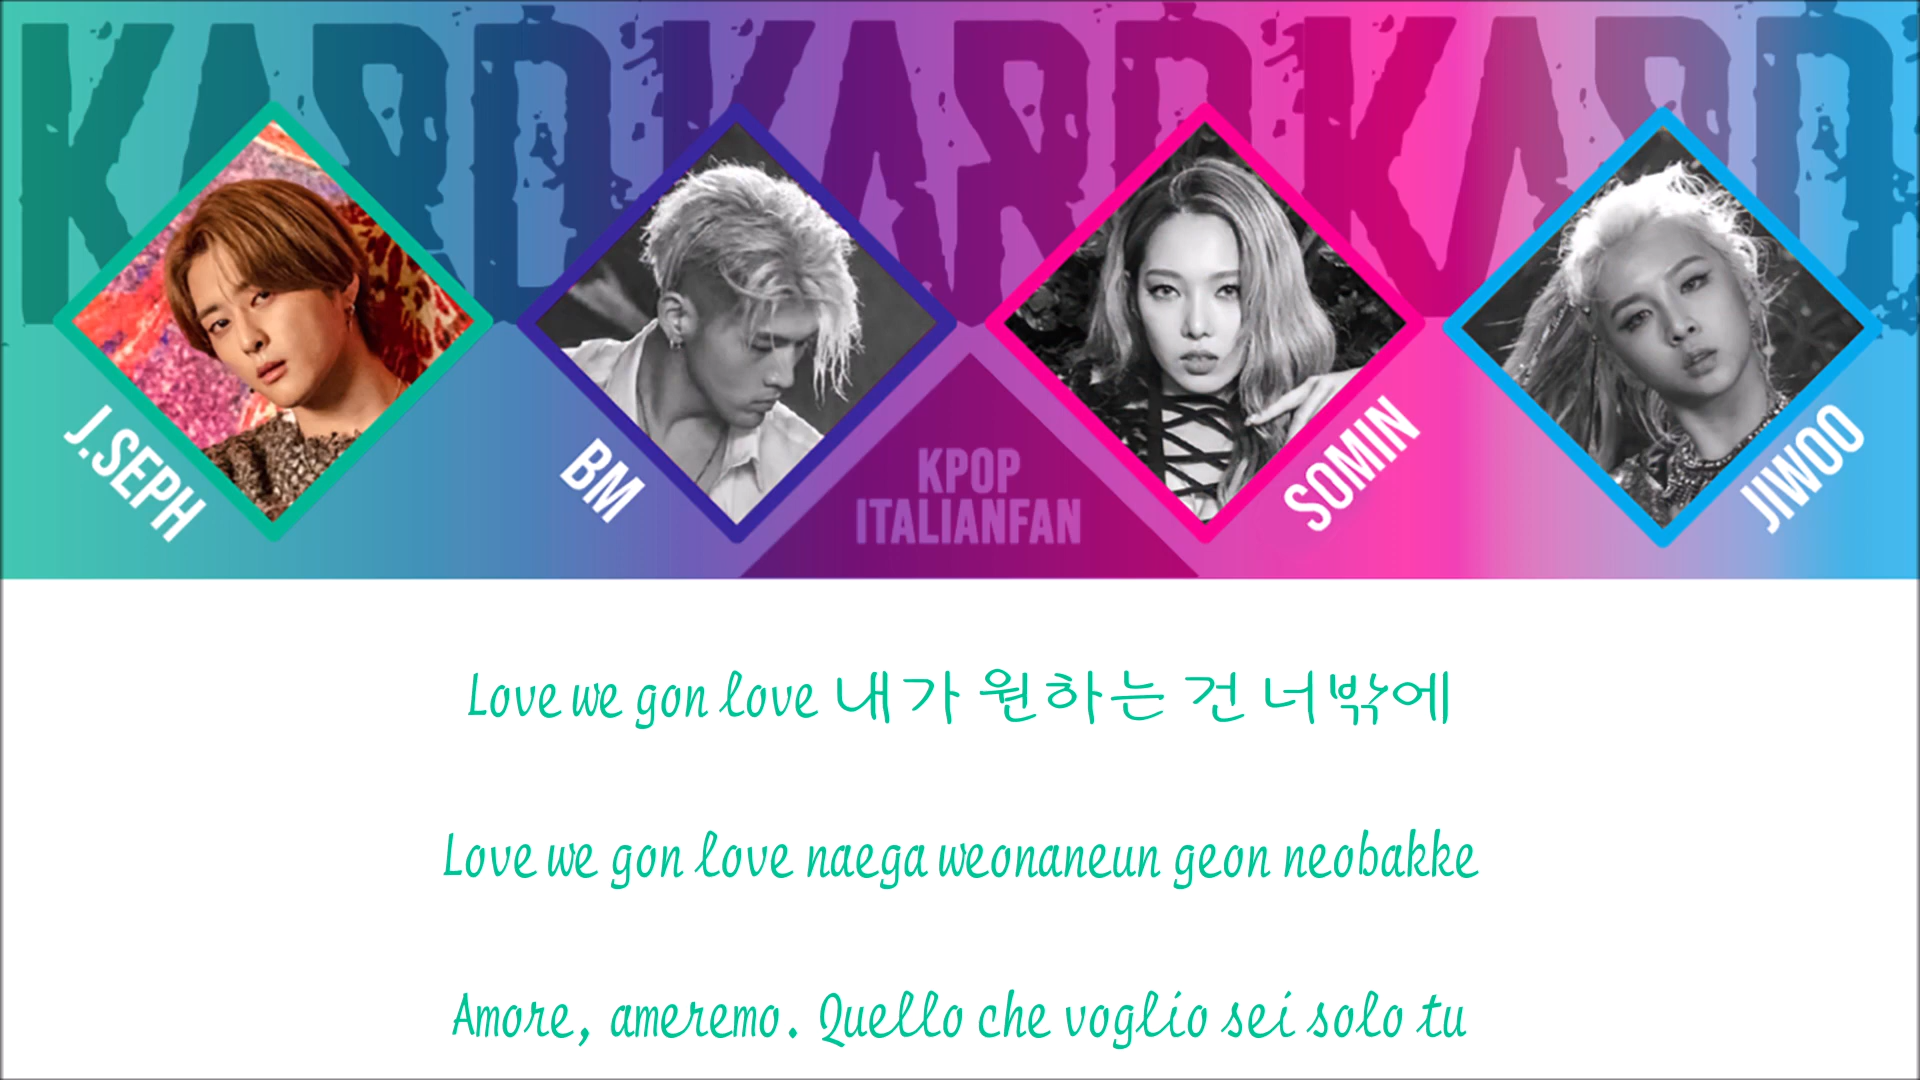 KARD KARD KARD
J.SEPH
BM
SOMIN
JIWOO
KPOP
ITALIANFAN
Love we gon love 내가 원하는 건 너밖에
Love we gon love naega weonaneun geon neobakke
Amore, ameremo. Quello che voglio sei solo tu